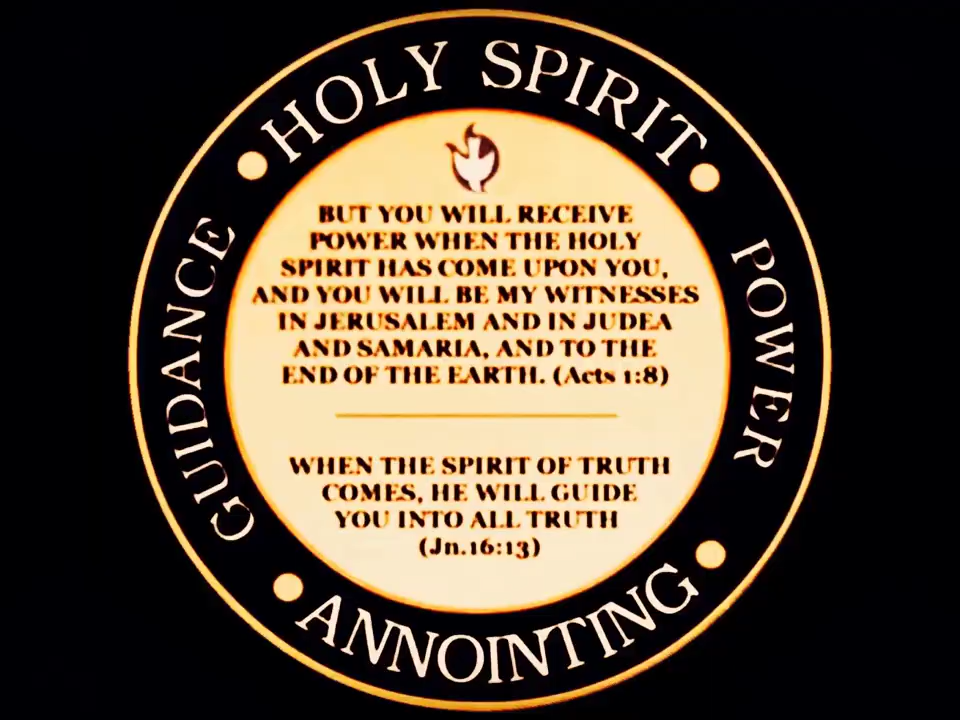 HOLY SPIRIT
POWER
ANNOINTING
GUIDANCE
BUT YOU WILL RECEIVE
POWER WHEN THE HOLY
SPIRIT HAS COME UPON YOU,
AND YOU WILL BE MY WITNESSES
IN JERUSALEM AND IN JUDEA
AND SAMARIA, AND TO THE
END OF THE EARTH. (Acts 1:8)
WHEN THE SPIRIT OF TRUTH
COMES, HE WILL GUIDE
YOU INTO ALL TRUTH
(Jn.16:13)